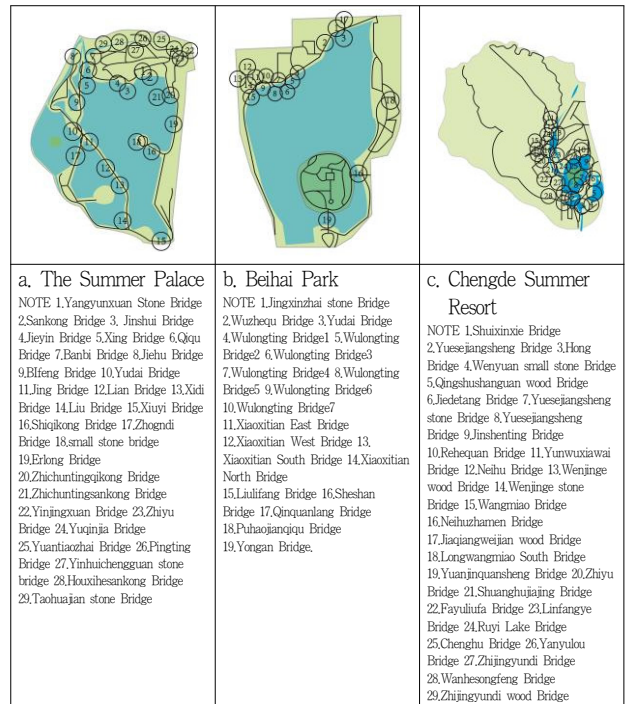 a. The Summer Palace
NOTE 1.Yangyunxuan Stone Bridge
2.Sankong Bridge 3. Jinshui Bridge
4.Jieyin Bridge 5.Xing Bridge 6.Qiqu
Bridge 7.Banbi Bridge 8.Jiehu Bridge
9.BIfeng Bridge 10.Yudai Bridge
11.Jing Bridge 12.Lian Bridge 13.Xidi
Bridge 14.Liu Bridge 15.Xiuyi Bridge
16.Shiqikong Bridge 17.Zhogndi
Bridge 18.small stone bridge
19.Erlong Bridge
20.Zhichuntingqikong Bridge
21.Zhichuntingsankong Bridge
22.Yinjingxuan Bridge 23.Zhiyu
Bridge 24.Yuqinjia Bridge
25.Yuantiaozhai Bridge 26.Pingting
Bridge 27.Yinhuichengguan stone
bridge 28.Houxihesankong Bridge
29.Taohuajian stone Bridge
b. Beihai Park
NOTE 1.Jingxinzhai stone Bridge
2.Wuzhequ Bridge 3.Yudai Bridge
4.Wulongting Bridge1 5.Wulongting
Bridge2 6.Wulongting Bridge3
7.Wulongting Bridge4 8.Wulongting
Bridge5 9.Wulongting Bridge6
10.Wulongting Bridge7
11.Xiaoxitian East Bridge
12.Xiaoxitian West Bridge 13.
Xiaoxitian South Bridge 14.Xiaoxitian
North Bridge
15.Liulifang Bridge 16.Sheshan
Bridge 17.Qinquanlang Bridge
18.Puhaojianqiqu Bridge
19.Yongan Bridge.
c. Chengde Summer
Resort
NOTE 1.Shuixinxie Bridge
2.Yuesejiangsheng Bridge 3.Hong
Bridge 4.Wenyuan small stone Bridge
5.Qingshushanguan wood Bridge
6.Jiedetang Bridge 7.Yuesejiangsheng
stone Bridge 8.Yuesejiangsheng
Bridge 9.Jinshenting Bridge
10.Rehequan Bridge 11.Yunwuxiawai
Bridge 12.Neihu Bridge 13.Wenjinge
wood Bridge 14.Wenjinge stone
Bridge 15.Wangmiao Bridge
16.Neihuzhamen Bridge
17.Jiaqiangweijian wood Bridge
18.Longwangmiao South Bridge
19.Yuanjinquansheng Bridge 20.Zhiyu
Bridge 21.Shuanghujiajing Bridge
22.Fayuliufa Bridge 23.Linfangye
Bridge 24.Ruyi Lake Bridge
25.Chenghu Bridge 26.Yanyulou
Bridge 27.Zhijingyundi Bridge
28.Wanhesongfeng Bridge
29.Zhijingyundi wood Bridge